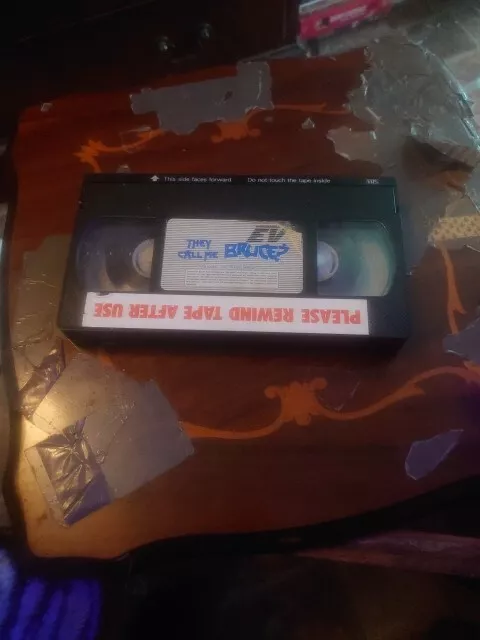 This side faces forward Do not touch the tape inside VHS
EV
THEY
CALL ME BRUCE?
PLEASE REWIND TAPE AFTER USE